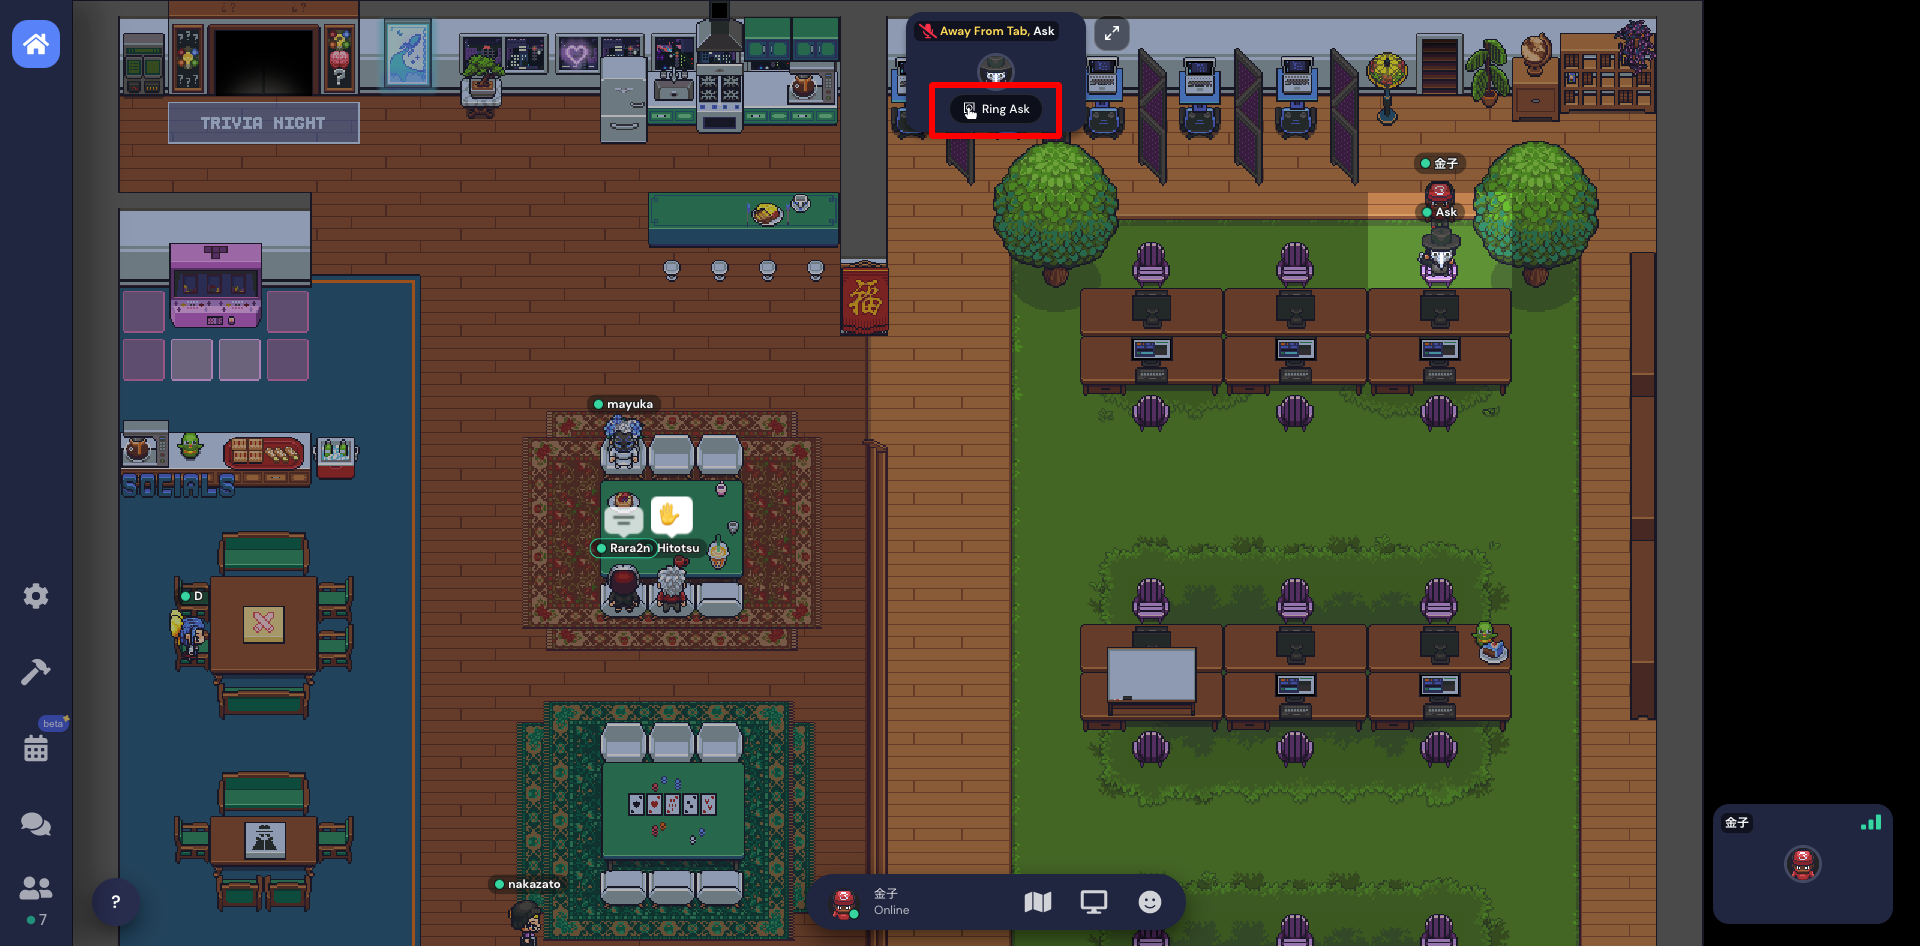 Away From Tab, Ask
Ring Ask
TRIVIA NIGHT
金子
Ask
福
mayuka
SOCIALS
Rara2n
Hitotsu
D
beta
nakazato
7
?
金子
Online
金子